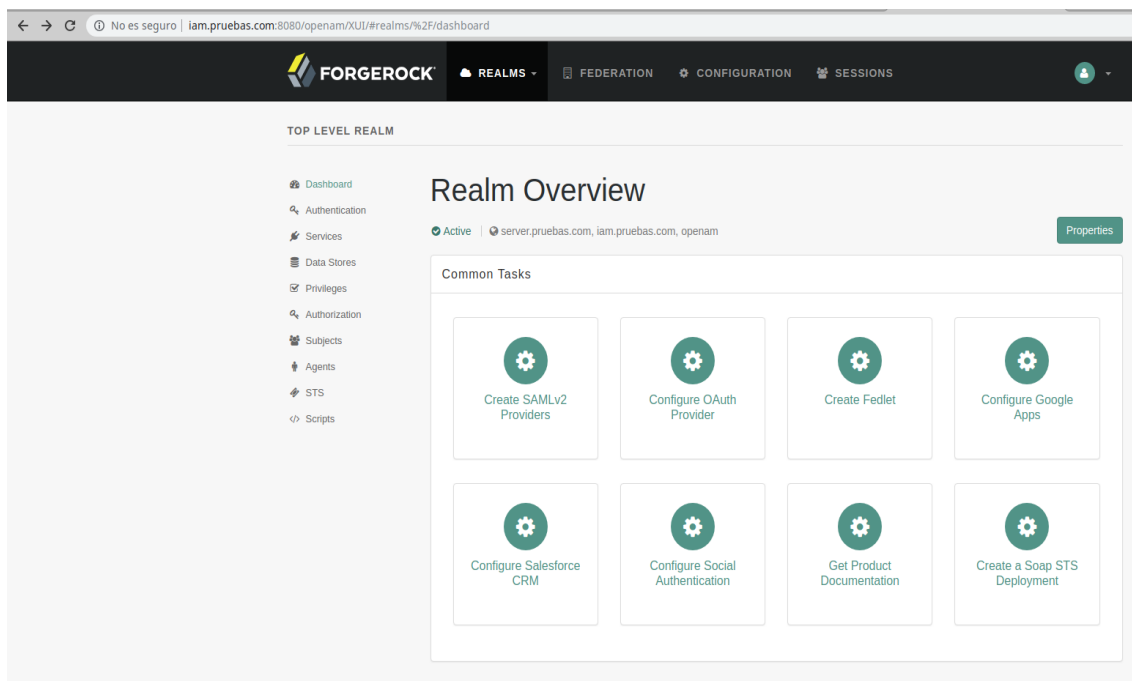 No es seguro | iam.pruebas.com:8080/openam/XUI/#realms/%2F/dashboard
FORGEROCK REALMS FEDERATION CONFIGURATION SESSIONS
TOP LEVEL REALM
Dashboard
Authentication
Services
Data Stores
Privileges
Authorization
Subjects
Agents
STS
Scripts
Realm Overview
Active server.pruebas.com, iam.pruebas.com, openam
Properties
Common Tasks
Create SAMLv2
Providers
Configure OAuth
Provider
Create Fedlet
Configure Google
Apps
Configure Salesforce
CRM
Configure Social
Authentication
Get Product
Documentation
Create a Soap STS
Deployment